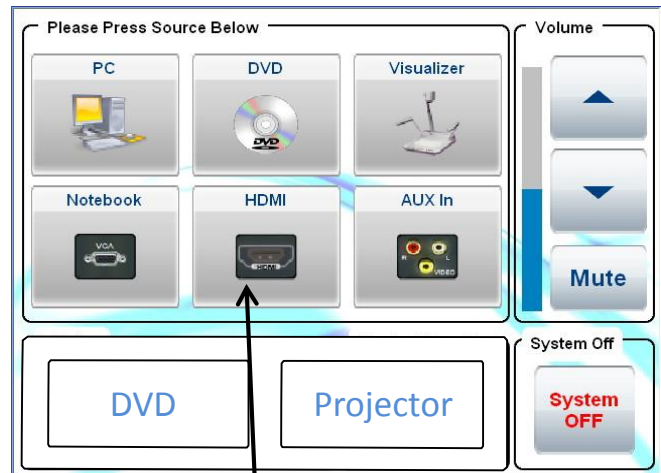 Please Press Source Below
Volume
PC
DVD
Visualizer
DVD
Notebook
HDMI
AUX In
VGA
HDMI
R
L
VIDEO
Mute
System Off
DVD
Projector
System
OFF